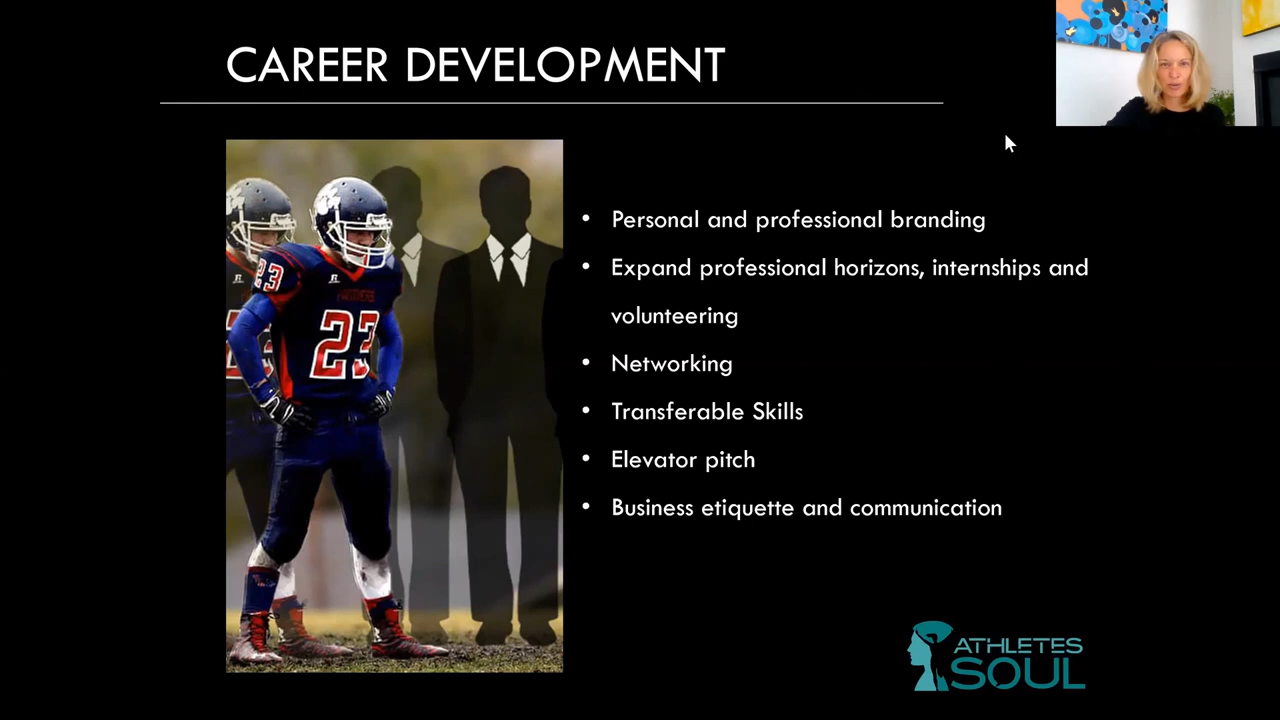 CAREER DEVELOPMENT
• Personal and professional branding
• Expand professional horizons, internships and
volunteering
• Networking
• Transferable Skills
• Elevator pitch
• Business etiquette and communication
23
23
ATHLETES
SOUL